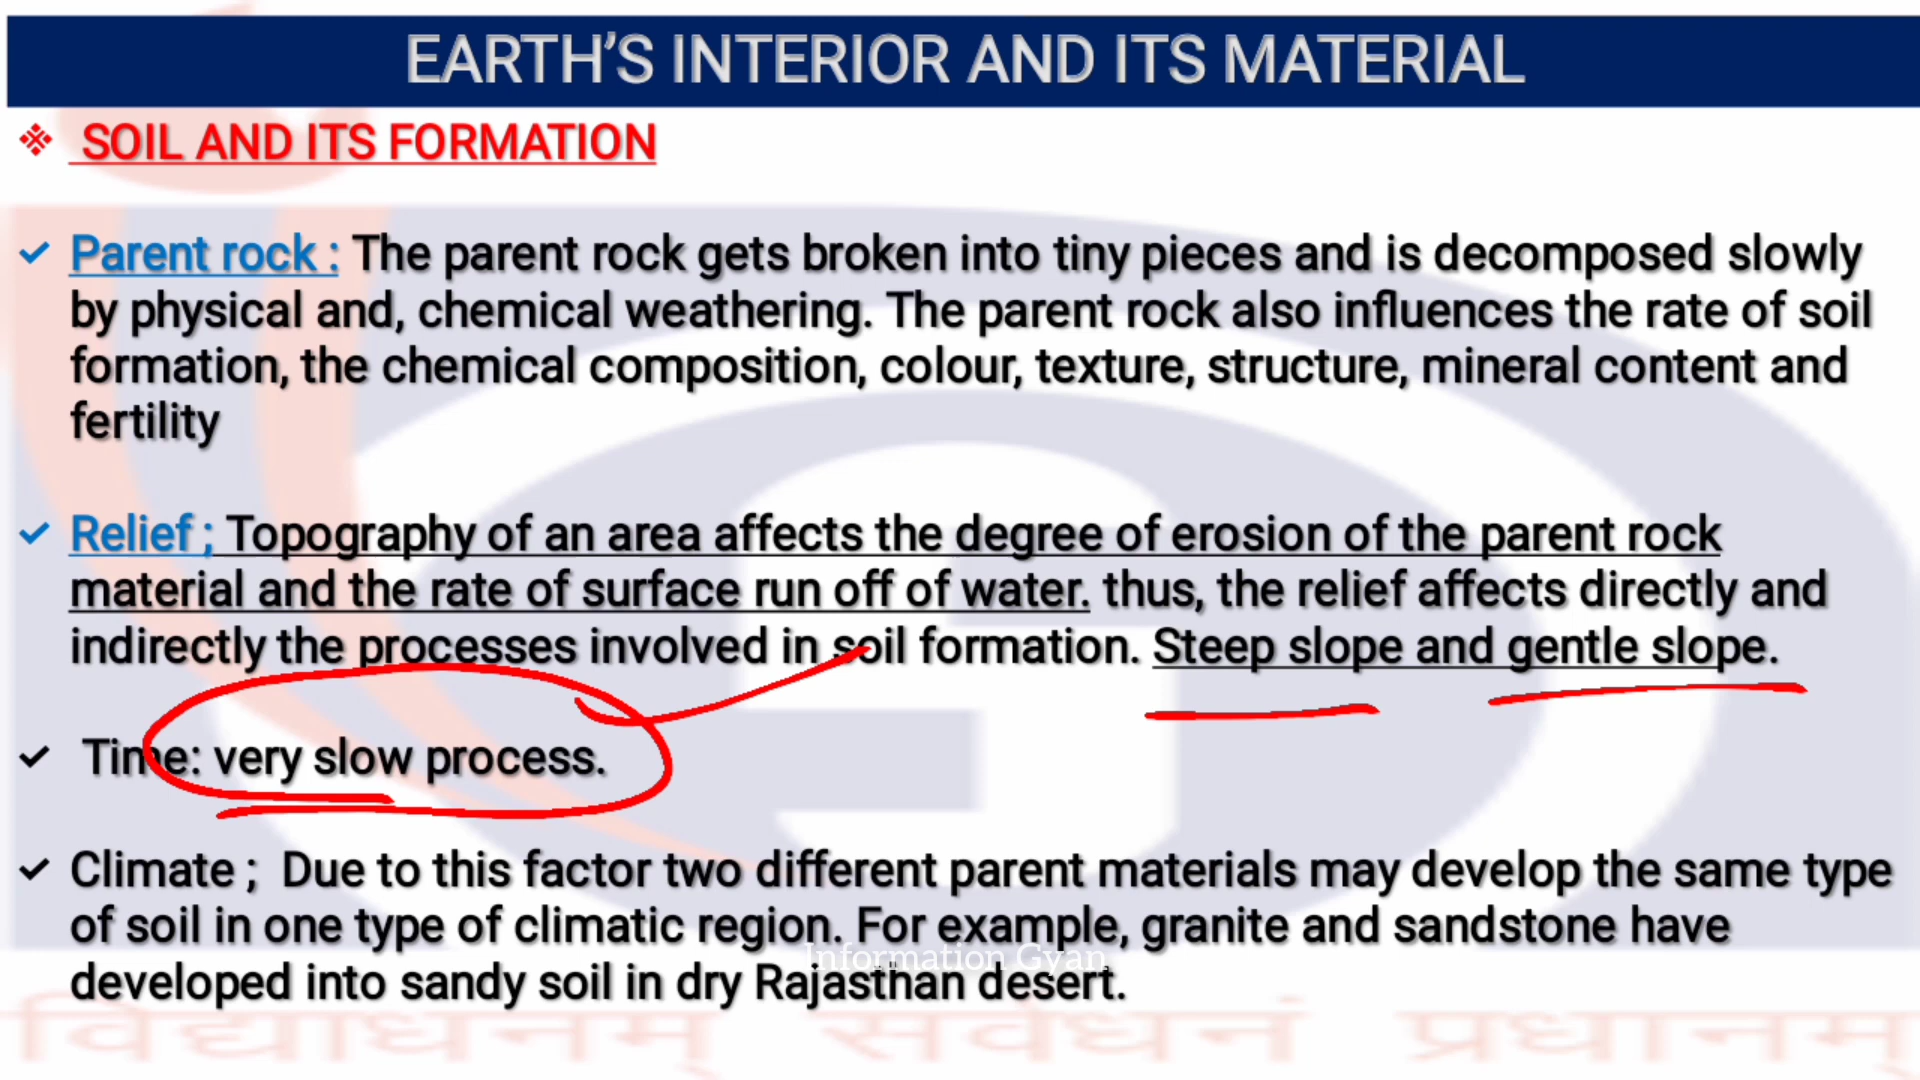 EARTH’S INTERIOR AND ITS MATERIAL
SOIL AND ITS FORMATION
Parent rock : The parent rock gets broken into tiny pieces and is decomposed slowly
by physical and, chemical weathering. The parent rock also influences the rate of soil
formation, the chemical composition, colour, texture, structure, mineral content and
fertility
Relief ; Topography of an area affects the degree of erosion of the parent rock
material and the rate of surface run off of water. thus, the relief affects directly and
indirectly the processes involved in soil formation. Steep slope and gentle slope.
Time: very slow process.
Climate ; Due to this factor two different parent materials may develop the same type
of soil in one type of climatic region. For example, granite and sandstone have
Information Gyan
developed into sandy soil in dry Rajasthan desert.
विद्याधनम् सर्वधनं प्रधानम्